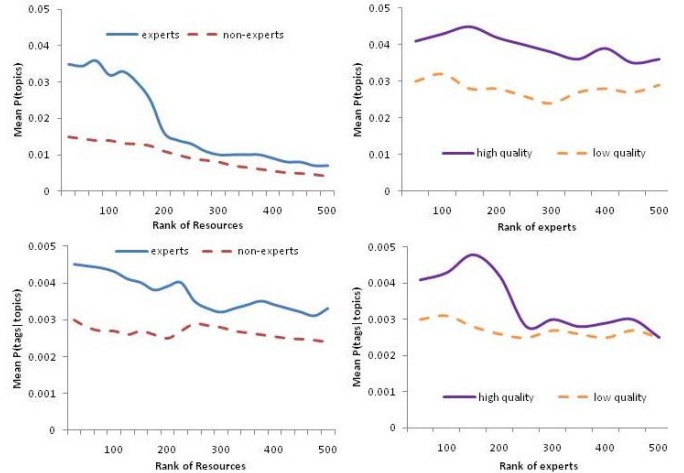 0.05
0.04
0.03
0.02
0.01
0
Mean P(topics)
experts
non-experts
100 200 300 400 500
Rank of Resources
0.05
0.04
0.03
0.02
0.01
0
Mean P(topics)
high quality
low quality
100 200 300 400 500
Rank of experts
0.005
0.004
0.003
0.002
0.001
0
Mean P(tags|topics)
experts
non-experts
100 200 300 400 500
Rank of Resources
0.005
0.004
0.003
0.002
0.001
0
Mean P(tags|topics)
high quality
low quality
100 200 300 400 500
Rank of experts